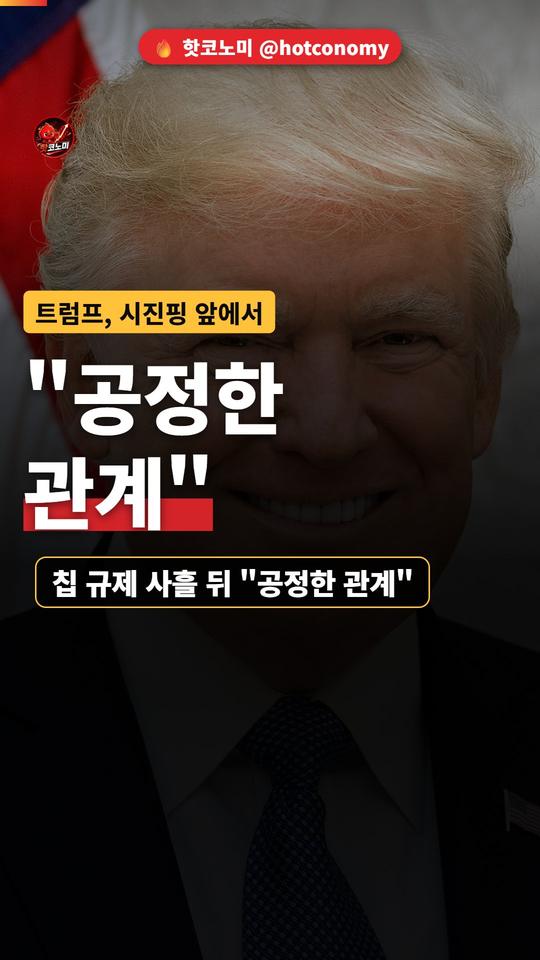 🔥 핫코노미 @hotconomy
핫코노미
트럼프, 시진핑 앞에서
"공정한
관계"
칩 규제 사흘 뒤 "공정한 관계"